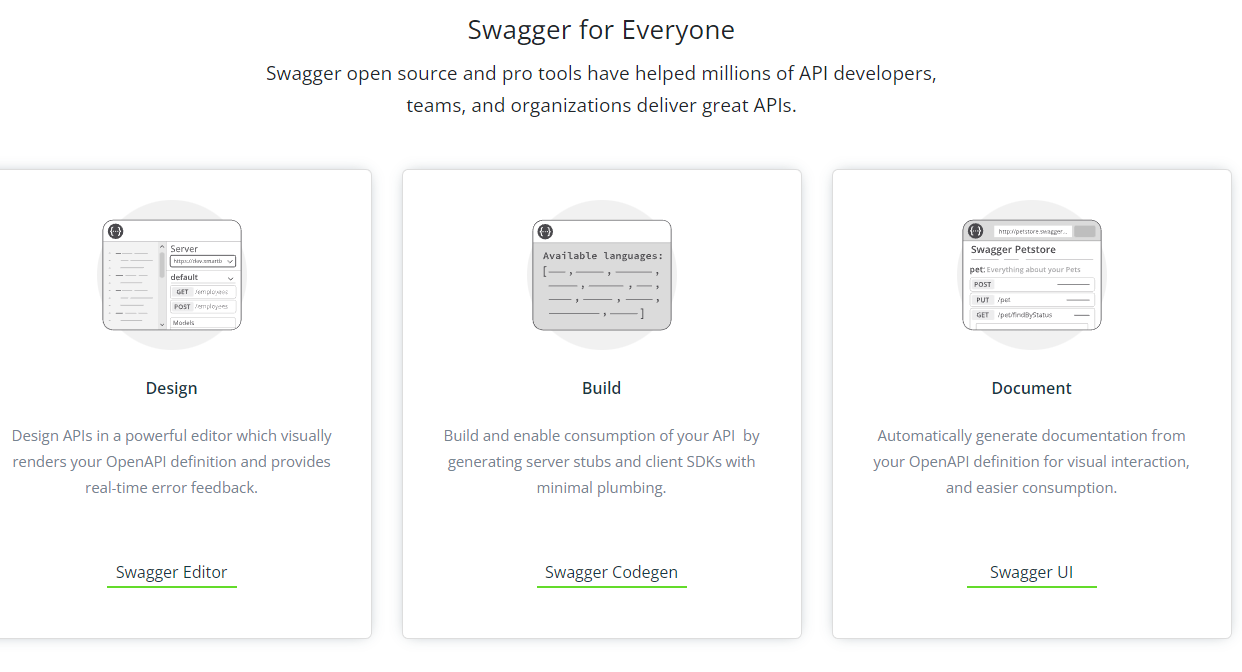 Swagger for Everyone
Swagger open source and pro tools have helped millions of API developers,
teams, and organizations deliver great APIs.
Server
https://dev.smartb
default
GET /employees
POST /employees
Models
Design
Design APIs in a powerful editor which visually
renders your OpenAPI definition and provides
real-time error feedback.
Swagger Editor
Available languages:
[ , , ,
, , ,
, , ,
, ]
Build
Build and enable consumption of your API by
generating server stubs and client SDKs with
minimal plumbing.
Swagger Codegen
http://petstore.swagger...
Swagger Petstore
pet: Everything about your Pets
POST
PUT /pet
GET /pet/findByStatus
Document
Automatically generate documentation from
your OpenAPI definition for visual interaction,
and easier consumption.
Swagger UI